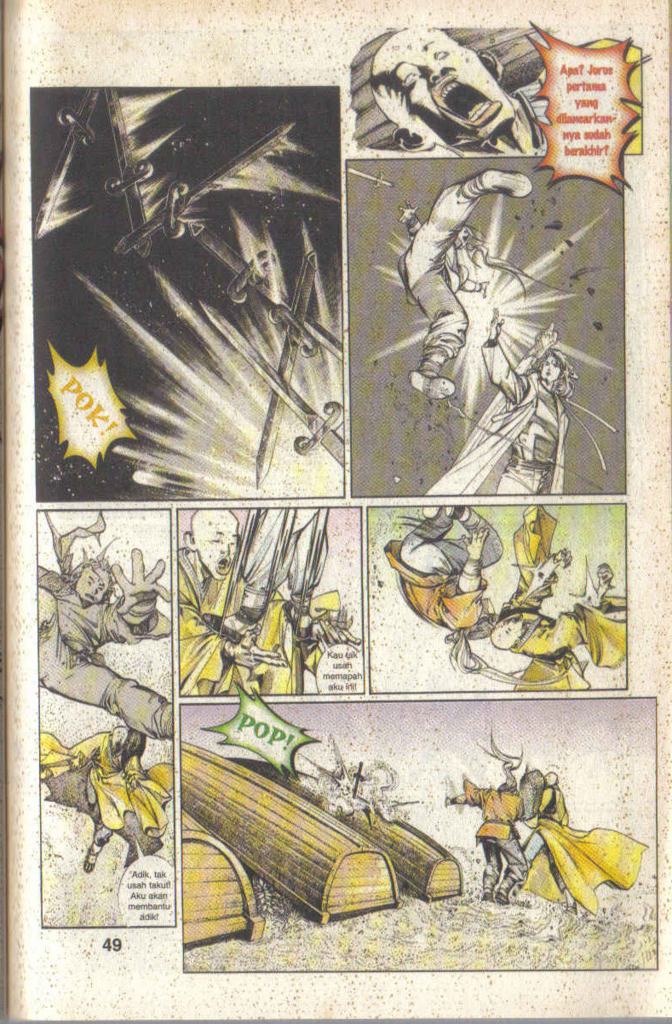 Apa? Jurus
pertama
yang
dilancarkan-
nya sudah
berakhir?
POK!
Kau tak
usah
memapah
aku ini!
"Adik, tak
usah takut!
Aku akan
membantu
adik!
POP!
49